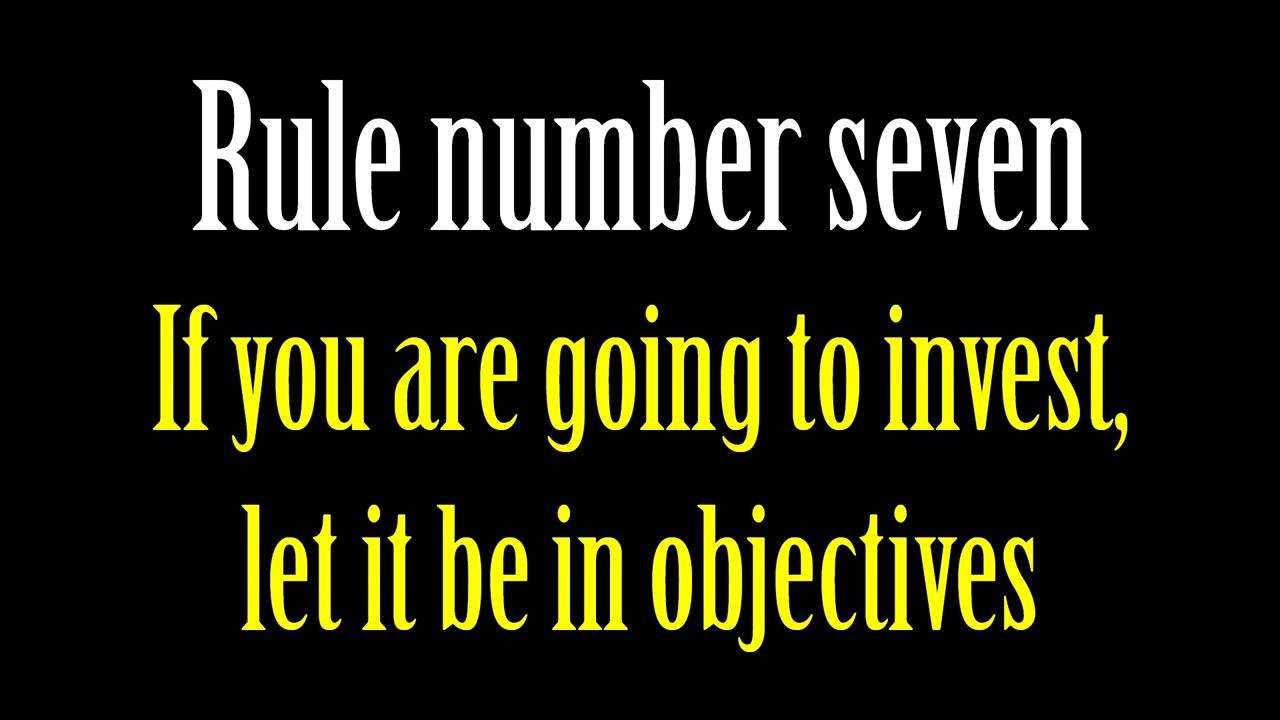 Rule number seven
If you are going to invest,
let it be in objectives